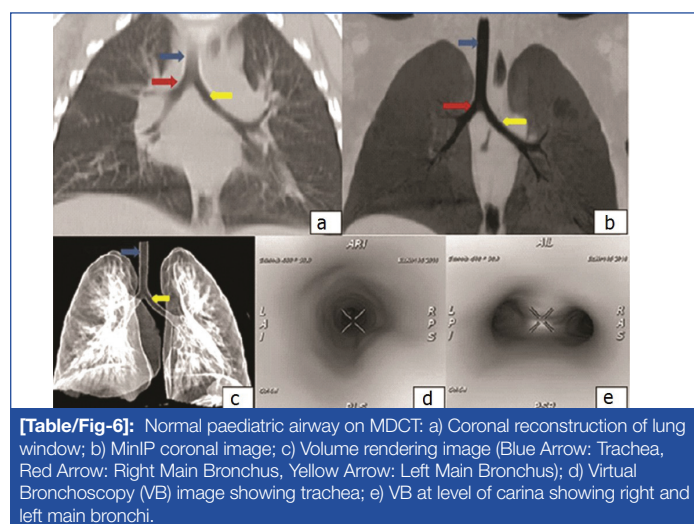 a
b
c
d
e
L
A
I
R
P
S
L
P
I
R
A
S
[Table/Fig-6]: Normal paediatric airway on MDCT: a) Coronal reconstruction of lung
window; b) MinIP coronal image; c) Volume rendering image (Blue Arrow: Trachea,
Red Arrow: Right Main Bronchus, Yellow Arrow: Left Main Bronchus); d) Virtual
Bronchoscopy (VB) image showing trachea; e) VB at level of carina showing right and
left main bronchi.